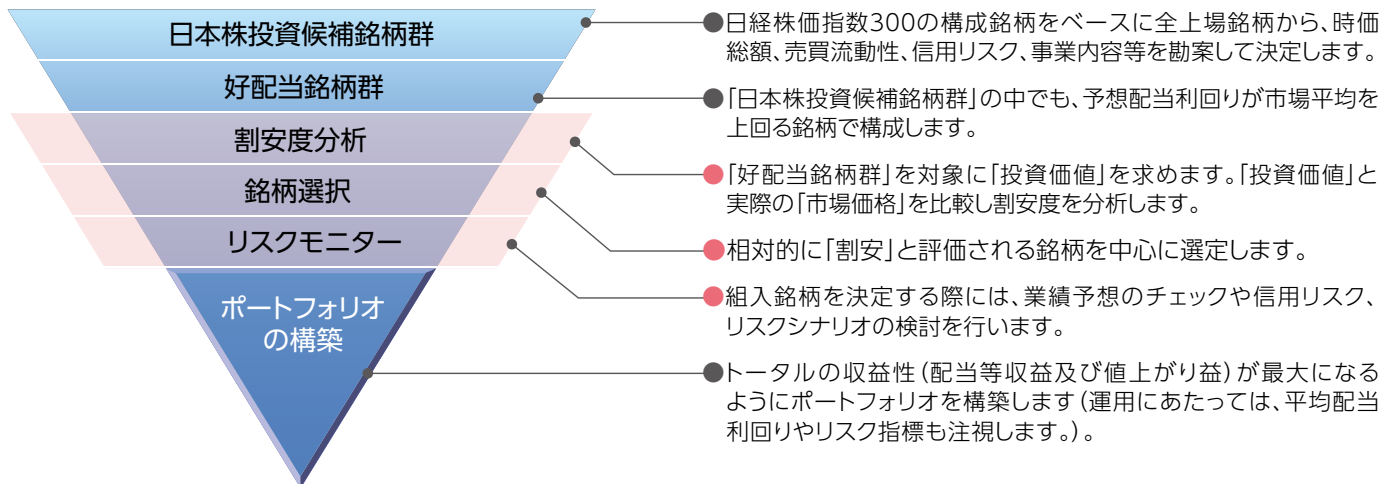 日本株投資候補銘柄群
好配当銘柄群
割安度分析
銘柄選択
リスクモニター
ポートフォリオ
の構築
●日経株価指数300の構成銘柄をベースに全上場銘柄から、時価
総額、売買流動性、信用リスク、事業内容等を勘案して決定します。
●「日本株投資候補銘柄群」の中でも、予想配当利回りが市場平均を
上回る銘柄で構成します。
●「好配当銘柄群」を対象に「投資価値」を求めます。「投資価値」と
実際の「市場価格」を比較し割安度を分析します。
●相対的に「割安」と評価される銘柄を中心に選定します。
●組入銘柄を決定する際には、業績予想のチェックや信用リスク、
リスクシナリオの検討を行います。
●トータルの収益性(配当等収益及び値上がり益)が最大になる
ようにポートフォリオを構築します(運用にあたっては、平均配当
利回りやリスク指標も注視します。)。